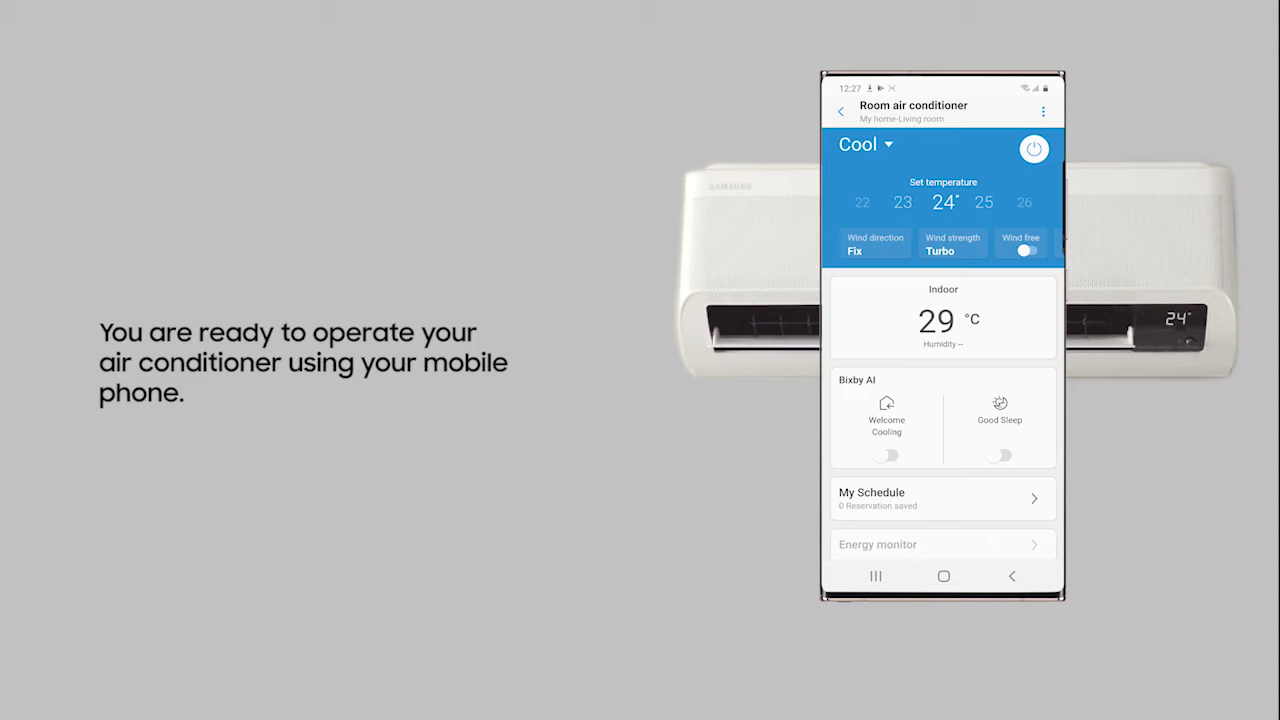 You are ready to operate your
air conditioner using your mobile
phone.
SAMSUNG
12:27
Room air conditioner
My home-Living room
Cool
Set temperature
22 23 24° 25 26
Wind direction Wind strength Wind free
Fix Turbo
Indoor
29 °C
Humidity --
24°
Bixby AI
Welcome
Cooling
Good Sleep
My Schedule
0 Reservation saved
Energy monitor